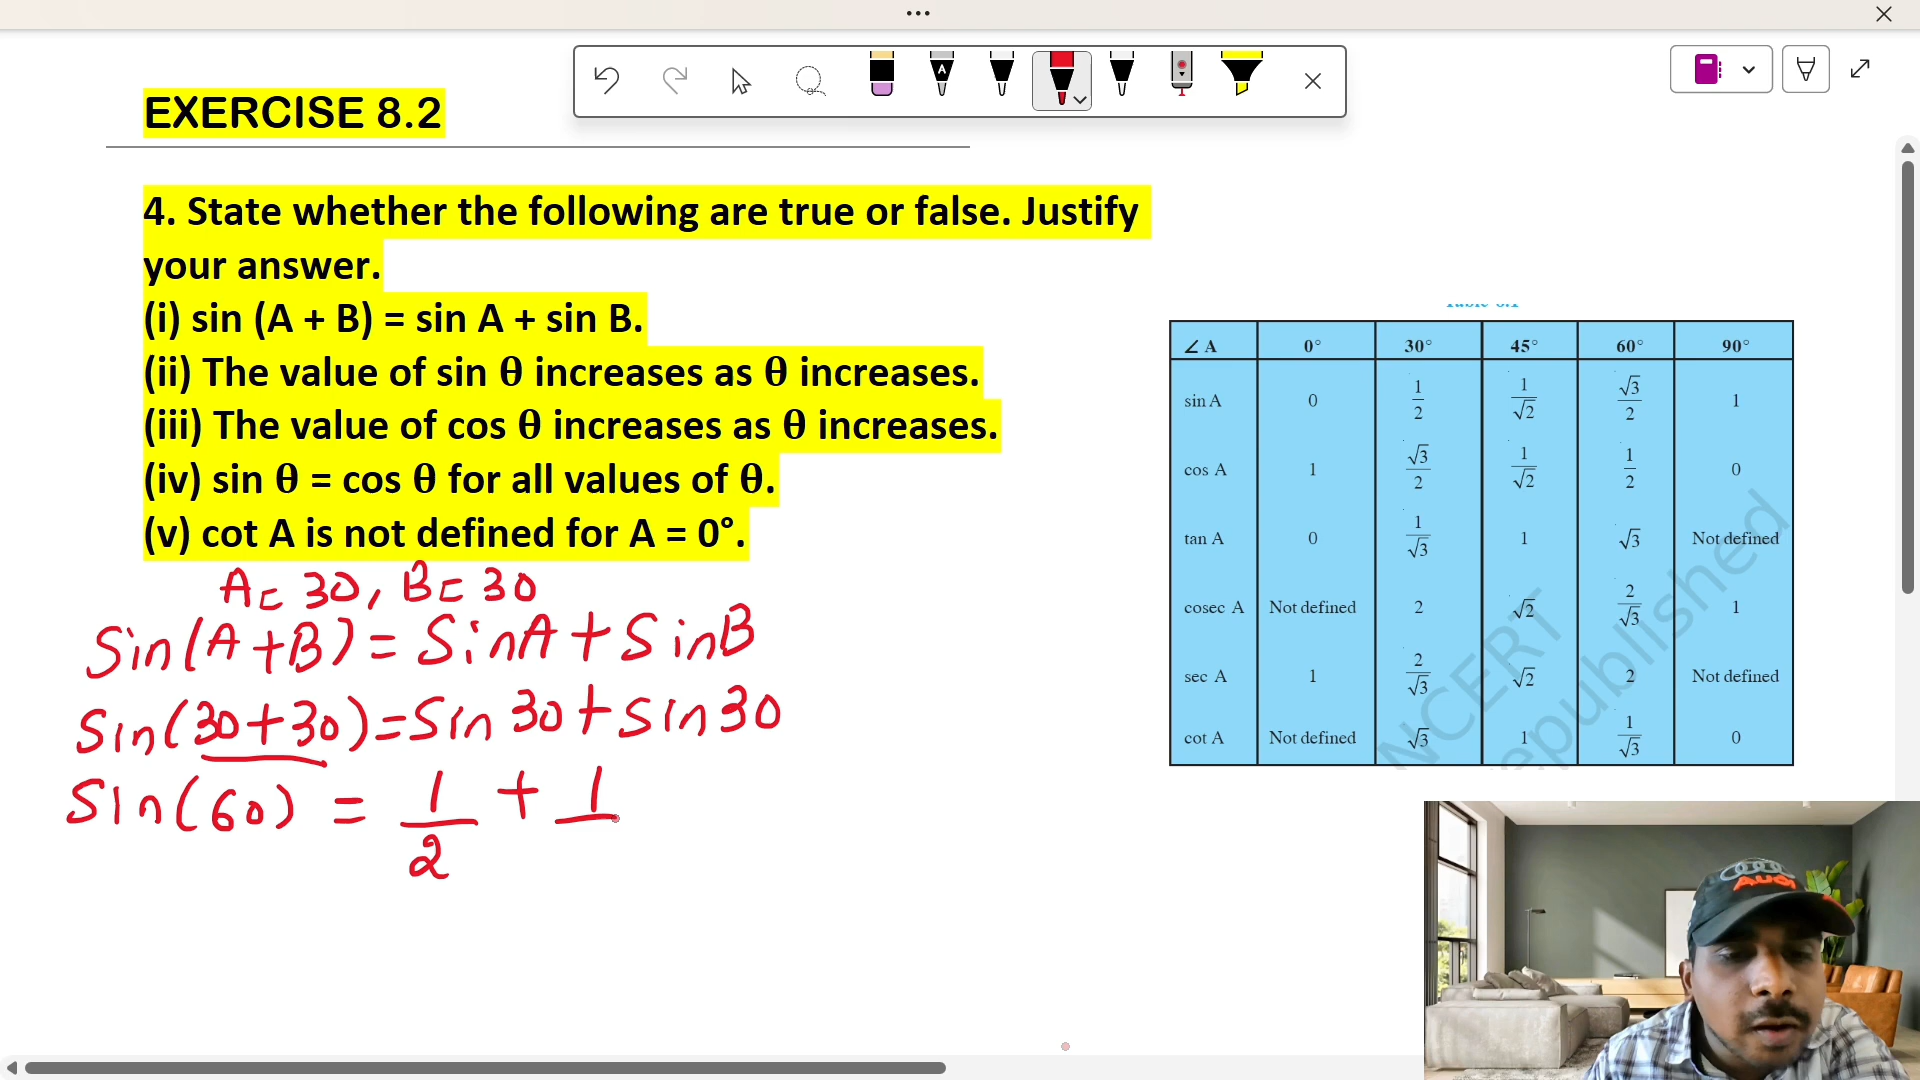 EXERCISE 8.2
4. State whether the following are true or false. Justify
your answer.
(i) sin (A + B) = sin A + sin B.
(ii) The value of sin θ increases as θ increases.
(iii) The value of cos θ increases as θ increases.
(iv) sin θ = cos θ for all values of θ.
(v) cot A is not defined for A = 0°.
A= 30, B= 30
Sin(A+B) = SinA + SinB
Sin(30+30) = Sin 30 + Sin 30
Sin(60) = 1/2 + 1/
∠ A 0° 30° 45° 60° 90°
sin A 0 1/2 1/√2 √3/2 1
cos A 1 √3/2 1/√2 1/2 0
tan A 0 1/√3 1 √3 Not defined
cosec A Not defined 2 √2 2/√3 1
sec A 1 2/√3 √2 2 Not defined
cot A Not defined √3 1 1/√3 0
NCERT
republished
AUDI